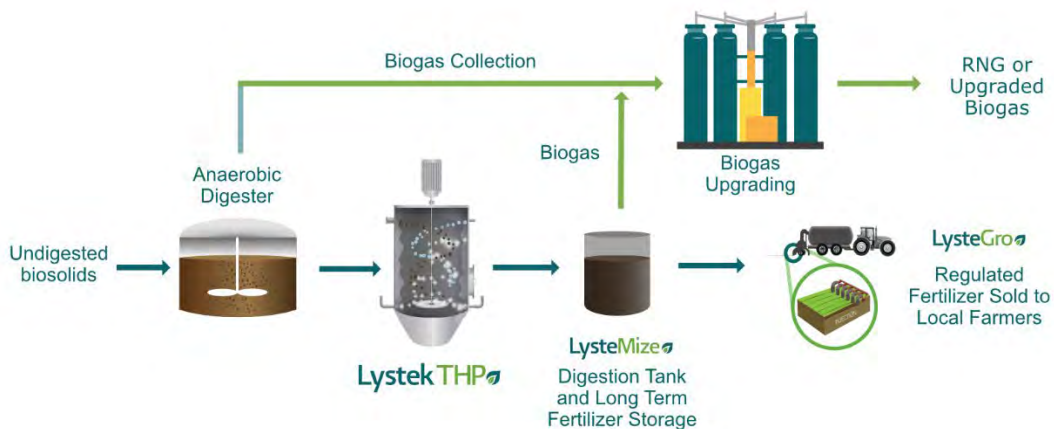 Biogas Collection
RNG or
Upgraded
Biogas
Biogas
Biogas
Upgrading
Anaerobic
Digester
Undigested
biosolids
Lystek THP
LysteMize
Digestion Tank
and Long Term
Fertilizer Storage
LysteGro
Regulated
Fertilizer Sold to
Local Farmers
INJECTION